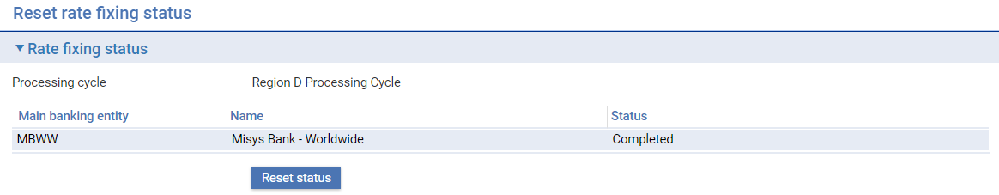 Reset rate fixing status
Rate fixing status
Processing cycle Region D Processing Cycle
Main banking entity Name Status
MBWW Misys Bank - Worldwide Completed
Reset status